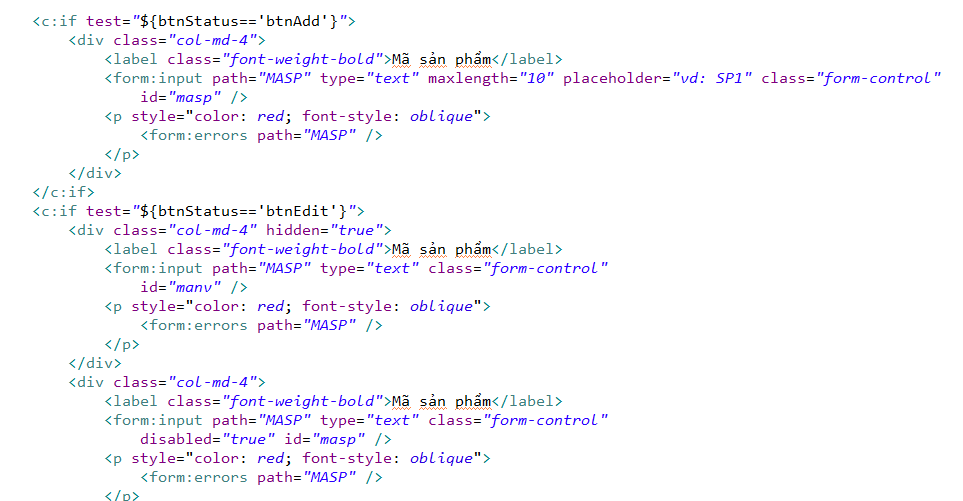 <c:if test="${btnStatus=='btnAdd'}">
<div class="col-md-4">
<label class="font-weight-bold">Mã sản phẩm</label>
<form:input path="MASP" type="text" maxlength="10" placeholder="vd: SP1" class="form-control"
id="masp" />
<p style="color: red; font-style: oblique">
<form:errors path="MASP" />
</p>
</div>
</c:if>
<c:if test="${btnStatus=='btnEdit'}">
<div class="col-md-4" hidden="true">
<label class="font-weight-bold">Mã sản phẩm</label>
<form:input path="MASP" type="text" class="form-control"
id="manv" />
<p style="color: red; font-style: oblique">
<form:errors path="MASP" />
</p>
</div>
<div class="col-md-4">
<label class="font-weight-bold">Mã sản phẩm</label>
<form:input path="MASP" type="text" class="form-control"
disabled="true" id="masp" />
<p style="color: red; font-style: oblique">
<form:errors path="MASP" />
</p>